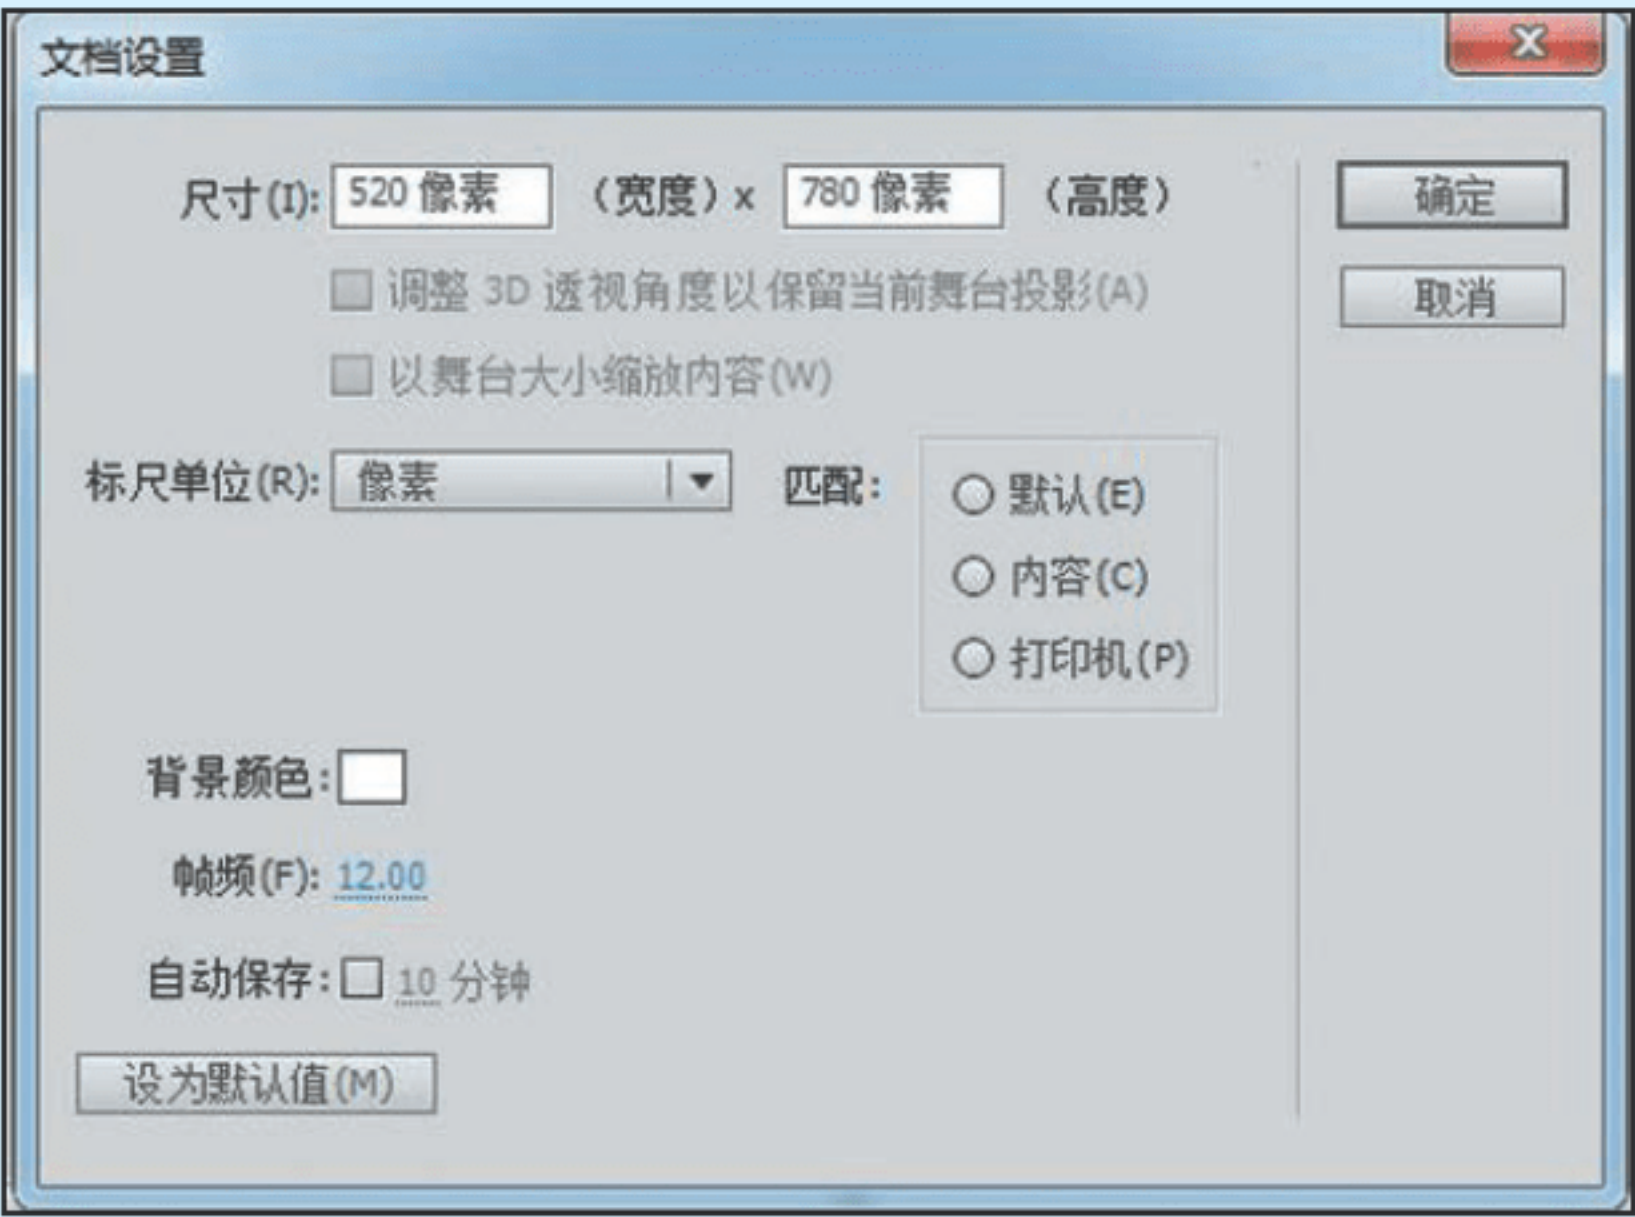 文档设置
尺寸(I): 520 像素 （宽度）x 780 像素 （高度）
确定
调整 3D 透视角度以保留当前舞台投影(A)
取消
以舞台大小缩放内容(W)
标尺单位(R): 像素 匹配: 默认(E)
内容(C)
打印机(P)
背景颜色:
帧频(F): 12.00
自动保存: 10 分钟
设为默认值(M)